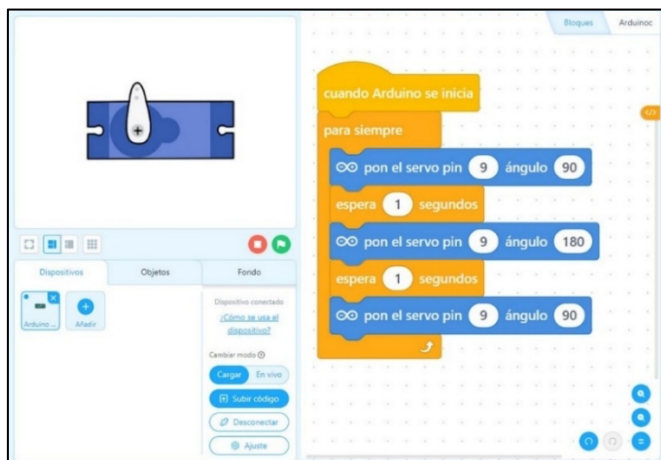 Bloques Arduino C
cuando Arduino se inicia
para siempre
pon el servo pin 9 ángulo 90
espera 1 segundos
pon el servo pin 9 ángulo 180
espera 1 segundos
pon el servo pin 9 ángulo 90
Dispositivos Objetos Fondo
Arduino ...
Añadir
Dispositivo conectado
¿Cómo se usa el
dispositivo?
Cambiar modo
Cargar En vivo
Subir código
Desconectar
Ajuste